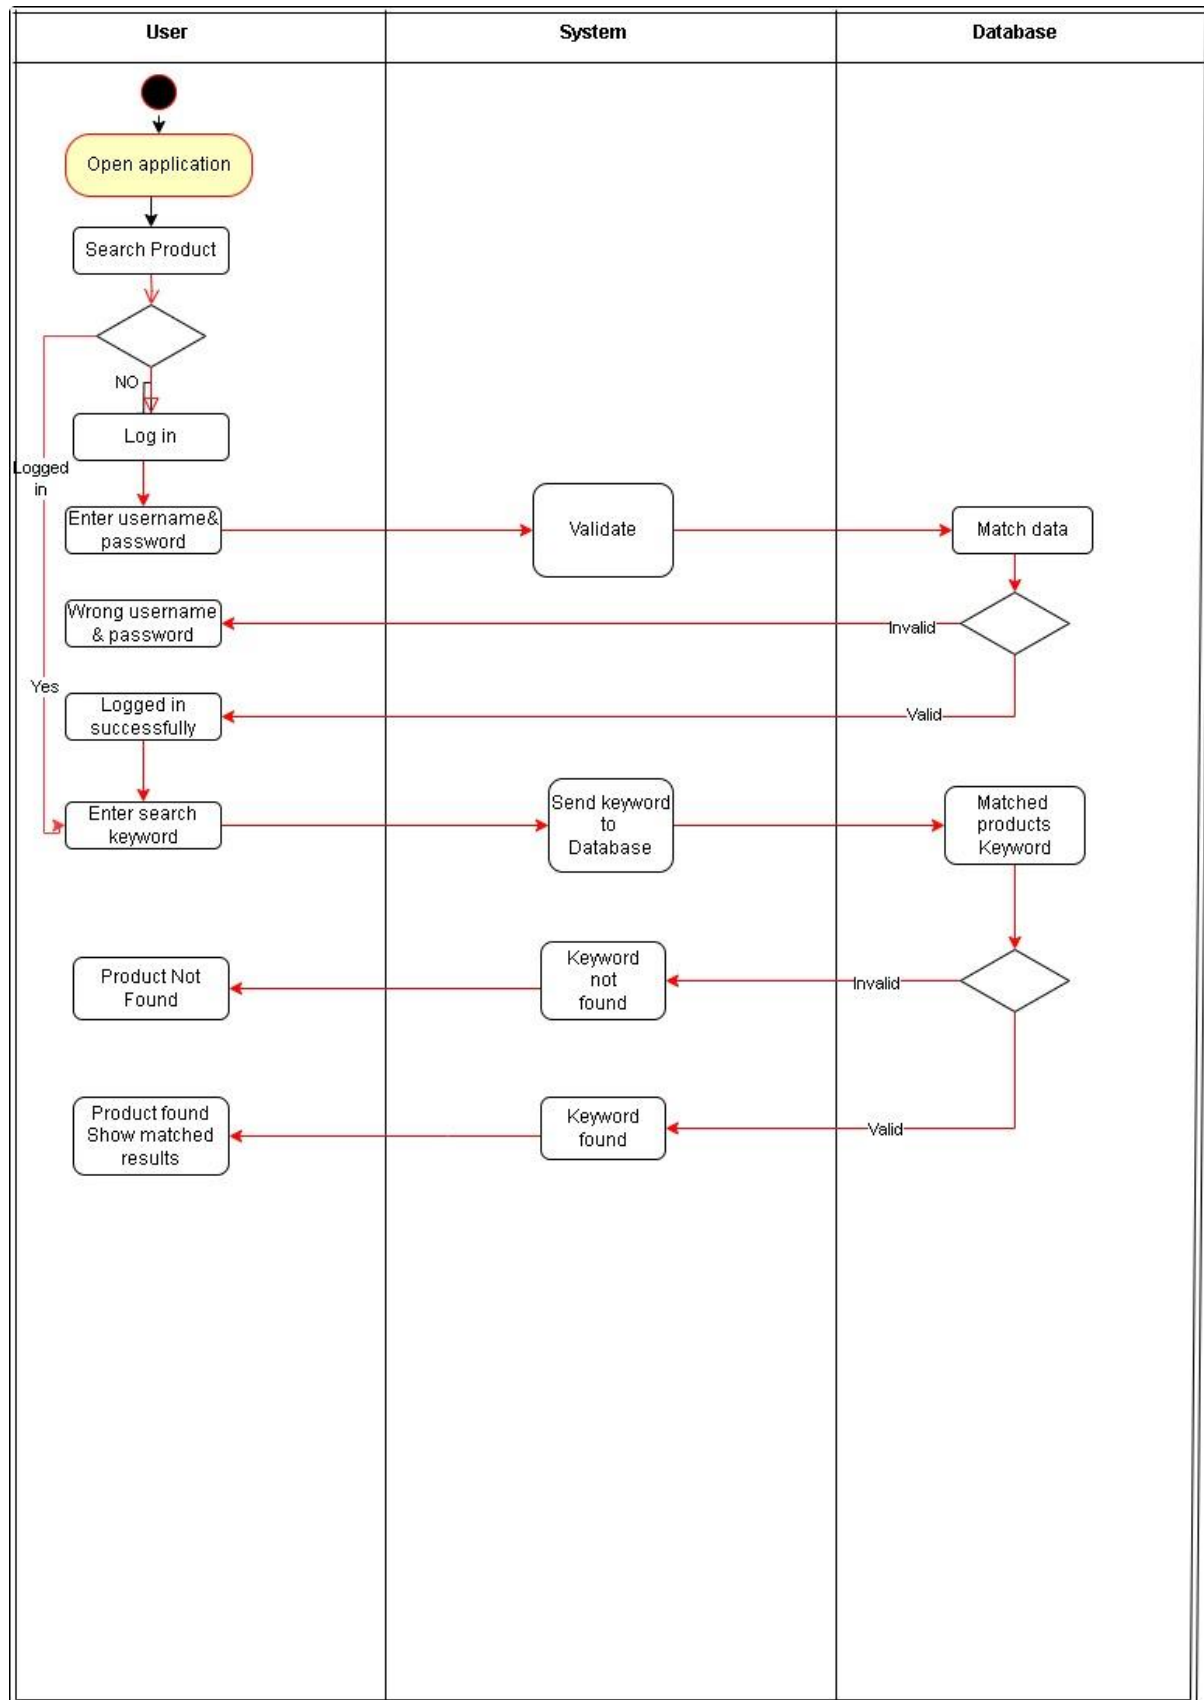 User
System
Database
Open application
Search Product
NO
Log in
Logged
in
Enter username&
password
Validate
Match data
Wrong username
& password
Invalid
Yes
Logged in
successfully
Valid
Enter search
keyword
Send keyword
to
Database
Matched
products
Keyword
Product Not
Found
Keyword
not
found
Invalid
Product found
Show matched
results
Keyword
found
Valid